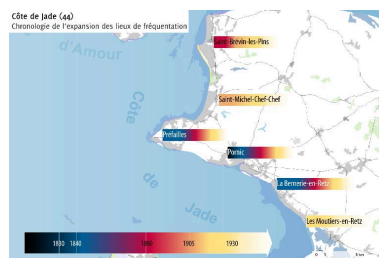 Côte de Jade (44)
Chronologie de l'expansion des lieux de fréquentation
d'Amour
Saint-Brevin-les-Pins
Côte
Saint-Michel-Chef-Chef
Préfailles
Pornic
de
La Bernerie-en-Retz
Jade
Les Moutiers-en-Retz
1830 1840 1880 1905 1930